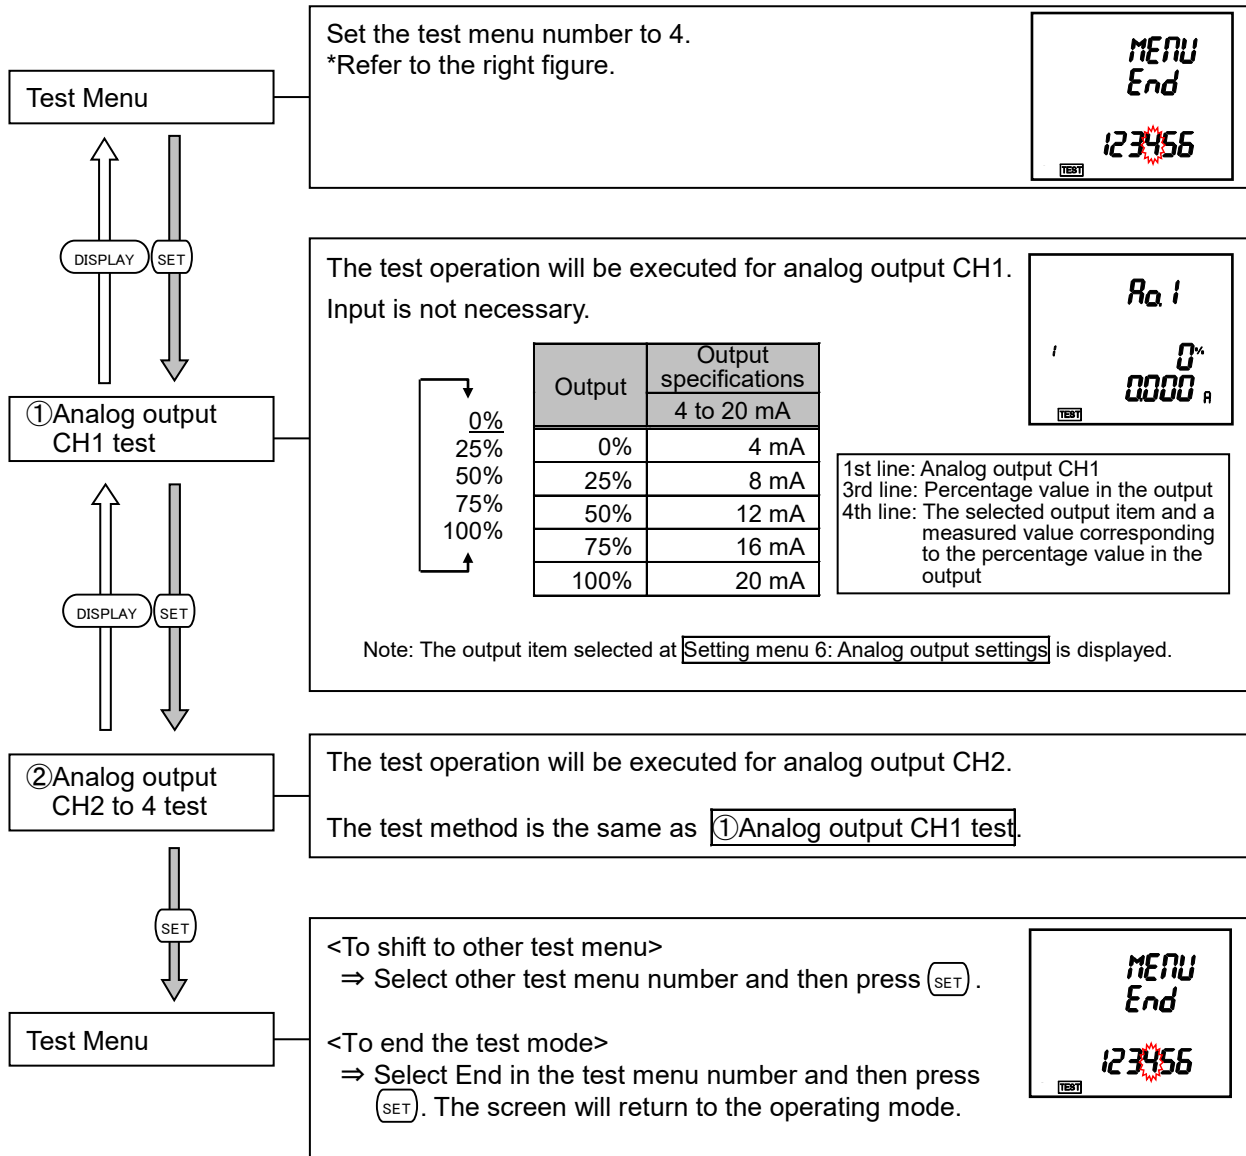 Test Menu
Set the test menu number to 4.
*Refer to the right figure.
MENU
End
123456
TEST
DISPLAY
SET
①Analog output
CH1 test
The test operation will be executed for analog output CH1.
Input is not necessary.
0%
25%
50%
75%
100%
Output
Output
specifications
4 to 20 mA
0% 4 mA
25% 8 mA
50% 12 mA
75% 16 mA
100% 20 mA
Ao.1
1 0%
0.000 A
TEST
1st line: Analog output CH1
3rd line: Percentage value in the output
4th line: The selected output item and a
measured value corresponding
to the percentage value in the
output
Note: The output item selected at Setting menu 6: Analog output settings is displayed.
DISPLAY
SET
②Analog output
CH2 to 4 test
The test operation will be executed for analog output CH2.
The test method is the same as ①Analog output CH1 test.
SET
Test Menu
<To shift to other test menu>
⇒ Select other test menu number and then press SET.
<To end the test mode>
⇒ Select End in the test menu number and then press
SET. The screen will return to the operating mode.
MENU
End
123456
TEST